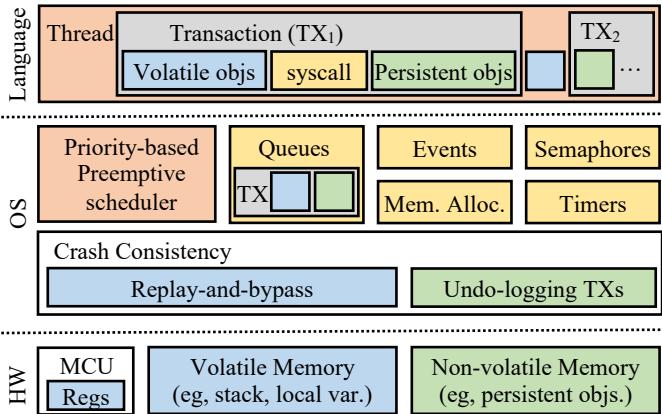 Language
Thread
Transaction (TX₁)
Volatile objs
syscall
Persistent objs
TX₂
...
OS
Priority-based
Preemptive
scheduler
Queues
TX
Events
Semaphores
Mem. Alloc.
Timers
Crash Consistency
Replay-and-bypass
Undo-logging TXs
HW
MCU
Regs
Volatile Memory
(eg, stack, local var.)
Non-volatile Memory
(eg, persistent objs.)